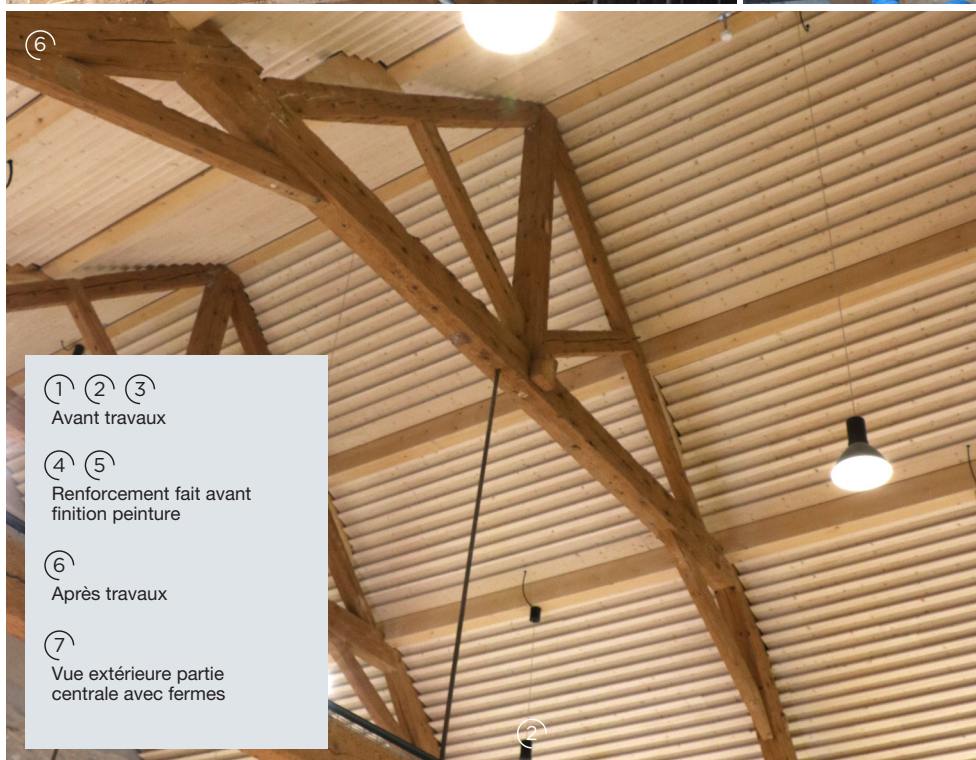 6
1 2 3
Avant travaux
4 5
Renforcement fait avant
finition peinture
6
Après travaux
7
Vue extérieure partie
centrale avec fermes
2